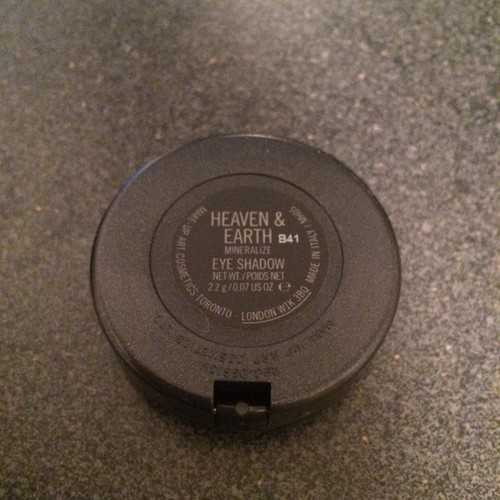 HEAVEN &
EARTH B41
MINERALIZE
EYE SHADOW
NET WT./POIDS NET
2.2 g/0.07 US OZ ℮
MAKE-UP ART COSMETICS TORONTO LONDON W1K 3BQ MADE IN ITALY/